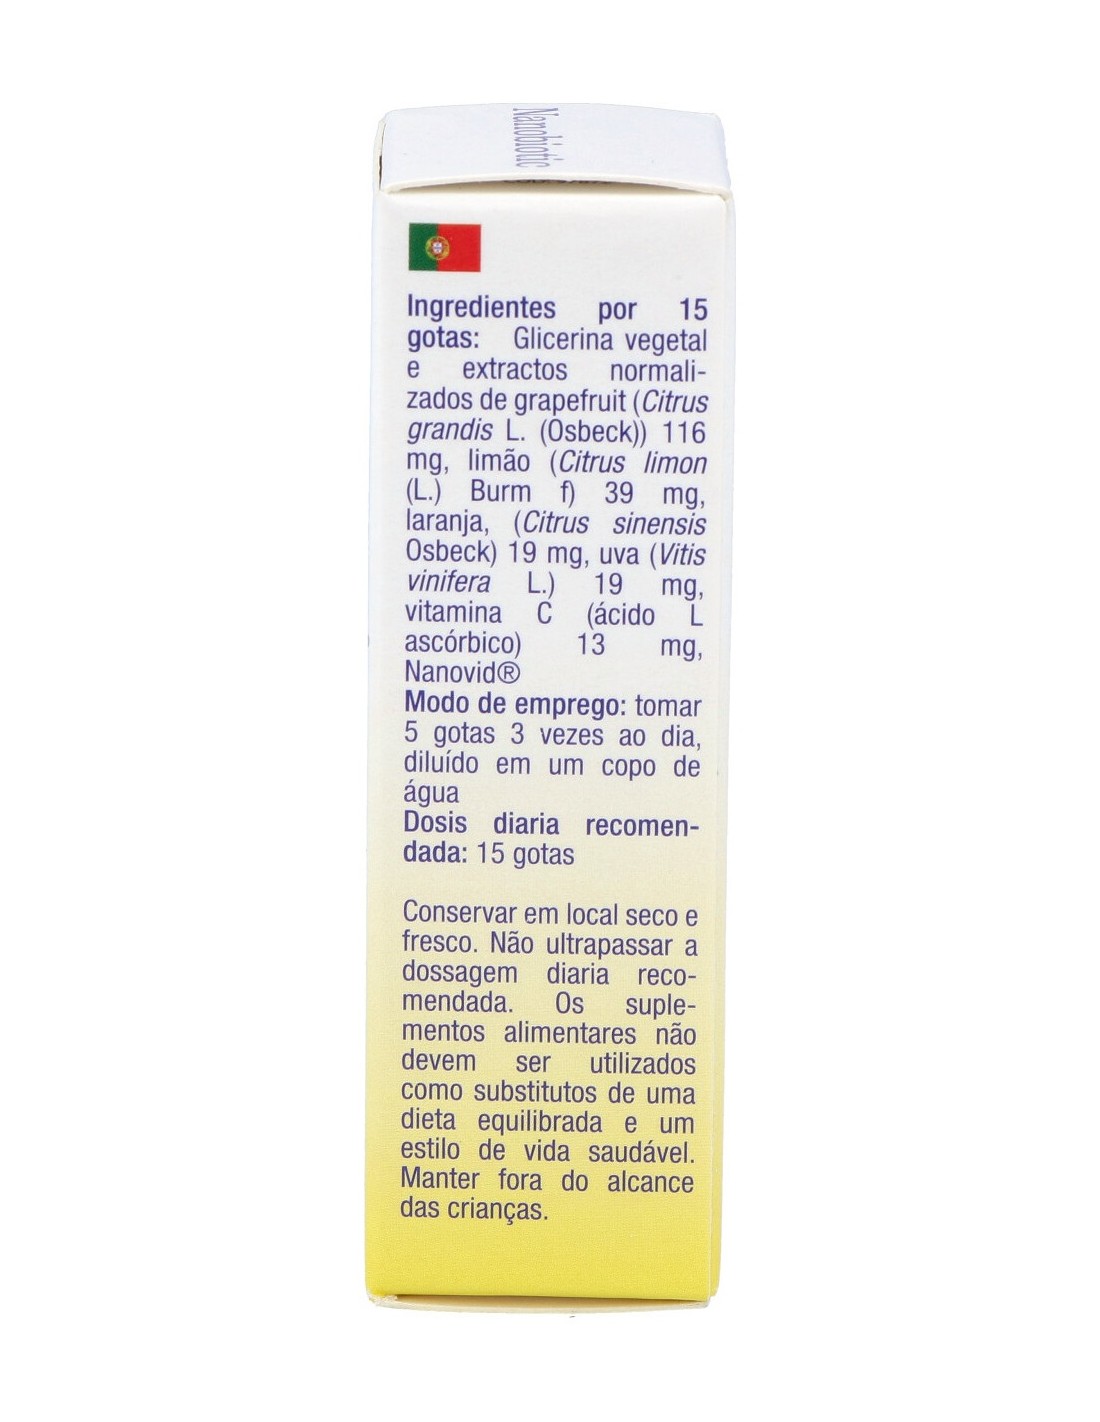 Nanobiotic
Ingredientes por 15
gotas: Glicerina vegetal
e extractos normali-
zados de grapefruit (Citrus
grandis L. (Osbeck)) 116
mg, limão (Citrus limon
(L.) Burm f) 39 mg,
laranja, (Citrus sinensis
Osbeck) 19 mg, uva (Vitis
vinifera L.) 19 mg,
vitamina C (ácido L
ascórbico) 13 mg,
Nanovid®
Modo de emprego: tomar
5 gotas 3 vezes ao dia,
diluído em um copo de
água
Dosis diaria recomen-
dada: 15 gotas
Conservar em local seco e
fresco. Não ultrapassar a
dossagem diaria reco-
mendada. Os suple-
mentos alimentares não
devem ser utilizados
como substitutos de uma
dieta equilibrada e um
estilo de vida saudável.
Manter fora do alcance
das crianças.